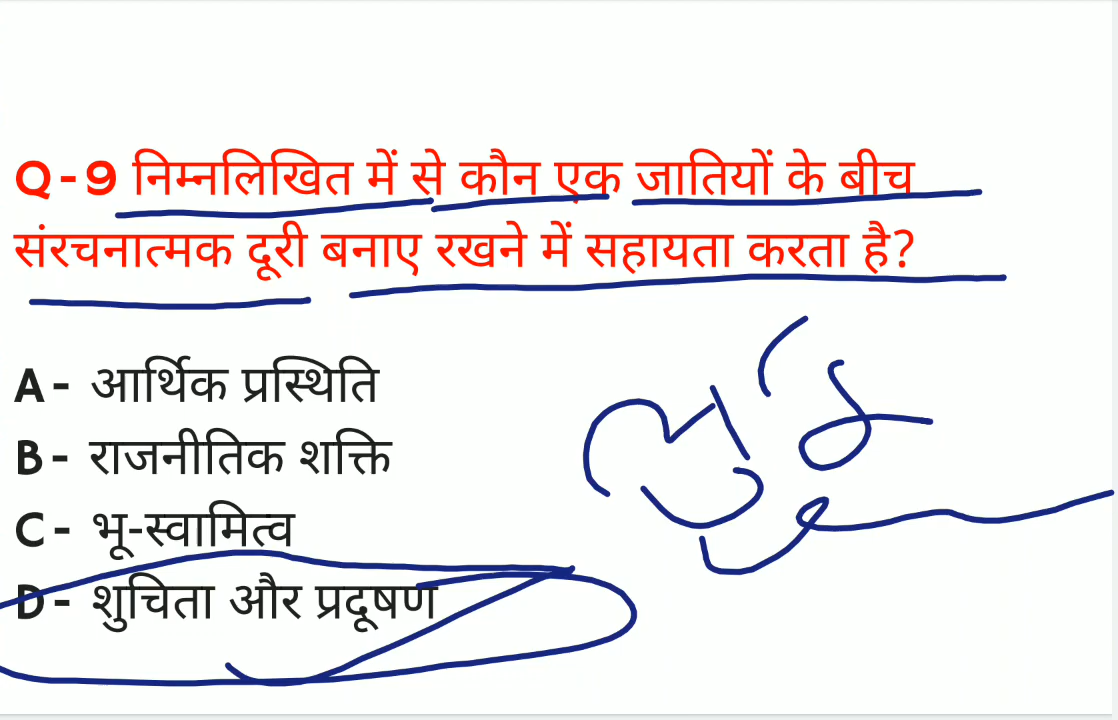 Q-9 निम्नलिखित में से कौन एक जातियों के बीच
संरचनात्मक दूरी बनाए रखने में सहायता करता है?
A- आर्थिक प्रस्थिति
B- राजनीतिक शक्ति
C- भू-स्वामित्व
D- शुचिता और प्रदूषण